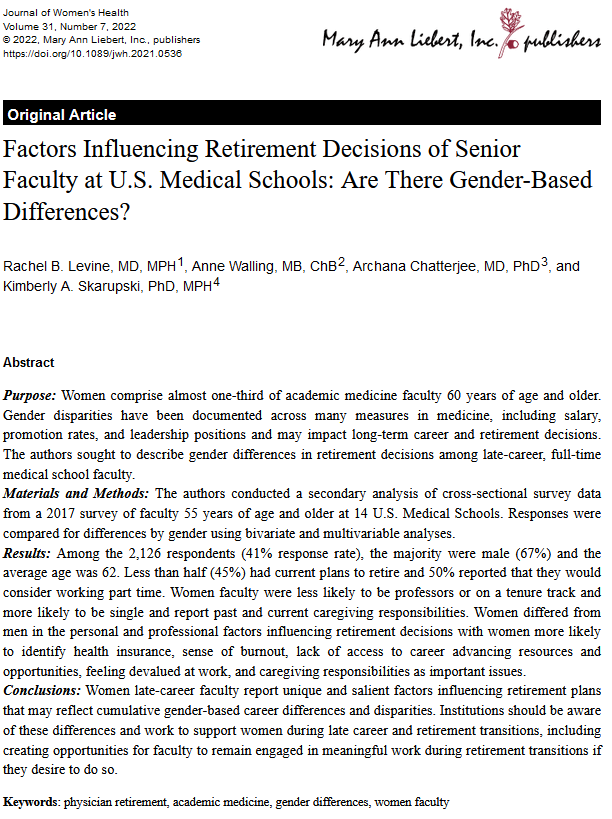 Journal of Women's Health
Volume 31, Number 7, 2022
© 2022, Mary Ann Liebert, Inc., publishers
https://doi.org/10.1089/jwh.2021.0536
Mary Ann Liebert, Inc. publishers
Original Article
Factors Influencing Retirement Decisions of Senior
Faculty at U.S. Medical Schools: Are There Gender-Based
Differences?
Rachel B. Levine, MD, MPH1, Anne Walling, MB, ChB2, Archana Chatterjee, MD, PhD3, and
Kimberly A. Skarupski, PhD, MPH4
Abstract
Purpose: Women comprise almost one-third of academic medicine faculty 60 years of age and older.
Gender disparities have been documented across many measures in medicine, including salary,
promotion rates, and leadership positions and may impact long-term career and retirement decisions.
The authors sought to describe gender differences in retirement decisions among late-career, full-time
medical school faculty.
Materials and Methods: The authors conducted a secondary analysis of cross-sectional survey data
from a 2017 survey of faculty 55 years of age and older at 14 U.S. Medical Schools. Responses were
compared for differences by gender using bivariate and multivariable analyses.
Results: Among the 2,126 respondents (41% response rate), the majority were male (67%) and the
average age was 62. Less than half (45%) had current plans to retire and 50% reported that they would
consider working part time. Women faculty were less likely to be professors or on a tenure track and
more likely to be single and report past and current caregiving responsibilities. Women differed from
men in the personal and professional factors influencing retirement decisions with women more likely
to identify health insurance, sense of burnout, lack of access to career advancing resources and
opportunities, feeling devalued at work, and caregiving responsibilities as important issues.
Conclusions: Women late-career faculty report unique and salient factors influencing retirement plans
that may reflect cumulative gender-based career differences and disparities. Institutions should be aware
of these differences and work to support women during late career and retirement transitions, including
creating opportunities for faculty to remain engaged in meaningful work during retirement transitions if
they desire to do so.
Keywords: physician retirement, academic medicine, gender differences, women faculty